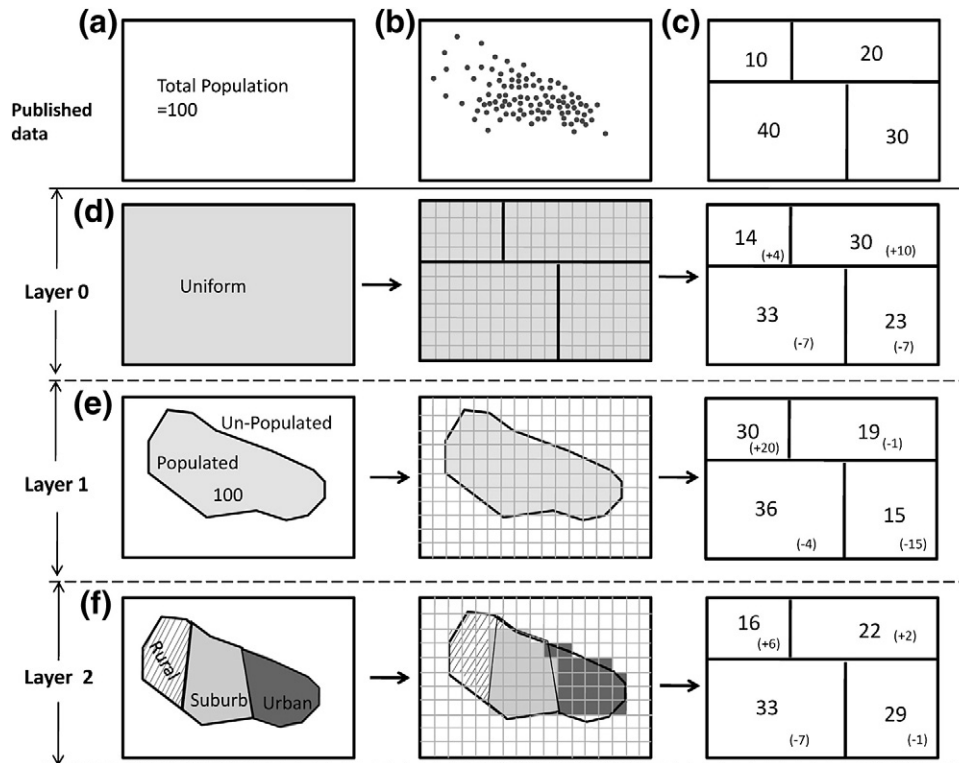 (a)
(b)
(c)
Published
data
Total Population
=100
10
20
40
30
(d)
Layer 0
Uniform
14 (+4)
30 (+10)
33
(-7)
23
(-7)
(e)
Layer 1
Un-Populated
Populated
100
30
(+20)
19 (-1)
36
(-4)
15
(-15)
(f)
Layer 2
Rural
Suburb
Urban
16
(+6)
22 (+2)
33
(-7)
29
(-1)